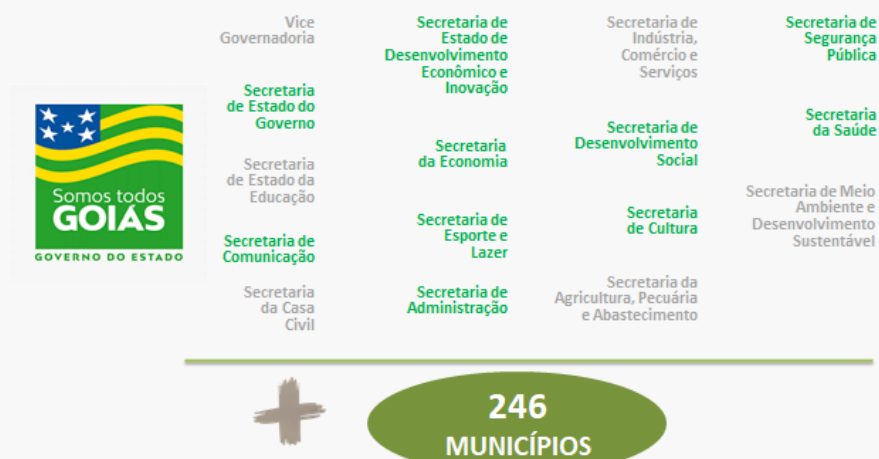 Somos todos
GOIÁS
GOVERNO DO ESTADO
Vice
Governadoria
Secretaria
de Estado do
Governo
Secretaria
de Estado da
Educação
Secretaria de
Comunicação
Secretaria
da Casa
Civil
Secretaria de
Estado de
Desenvolvimento
Econômico e
Inovação
Secretaria
da Economia
Secretaria de
Esporte e
Lazer
Secretaria de
Administração
Secretaria de
Indústria,
Comércio e
Serviços
Secretaria de
Desenvolvimento
Social
Secretaria
de Cultura
Secretaria da
Agricultura, Pecuária
e Abastecimento
Secretaria de
Segurança
Pública
Secretaria
da Saúde
Secretaria de Meio
Ambiente e
Desenvolvimento
Sustentável
246
MUNICÍPIOS